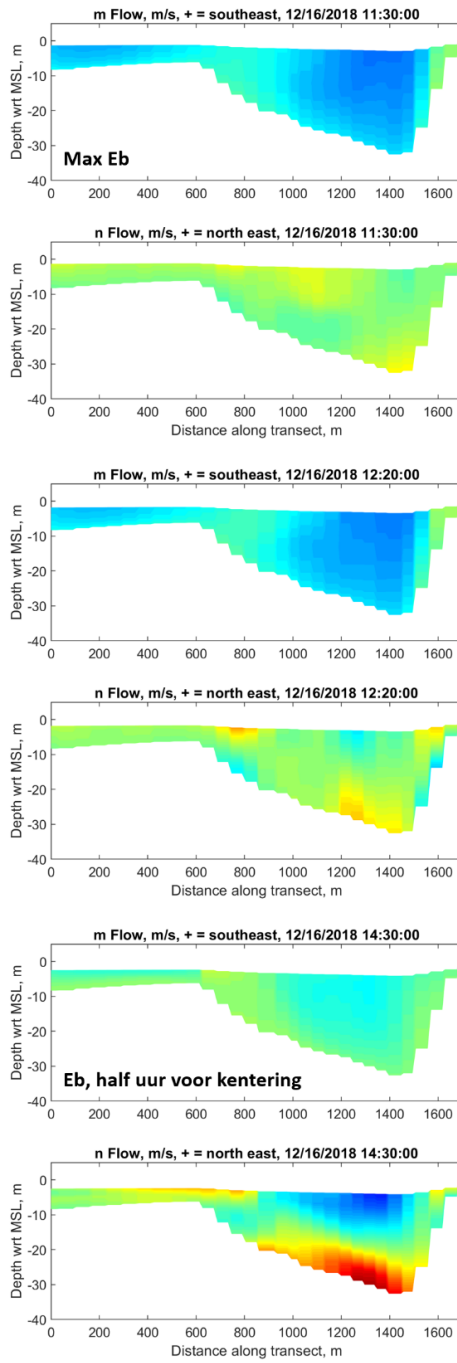 m Flow, m/s, + = southeast, 12/16/2018 11:30:00
Depth wrt MSL, m
0
-10
-20
-30
-40
Max Eb
0 200 400 600 800 1000 1200 1400 1600
n Flow, m/s, + = north east, 12/16/2018 11:30:00
Depth wrt MSL, m
0
-10
-20
-30
-40
0 200 400 600 800 1000 1200 1400 1600
Distance along transect, m
m Flow, m/s, + = southeast, 12/16/2018 12:20:00
Depth wrt MSL, m
0
-10
-20
-30
-40
0 200 400 600 800 1000 1200 1400 1600
n Flow, m/s, + = north east, 12/16/2018 12:20:00
Depth wrt MSL, m
0
-10
-20
-30
-40
0 200 400 600 800 1000 1200 1400 1600
Distance along transect, m
m Flow, m/s, + = southeast, 12/16/2018 14:30:00
Depth wrt MSL, m
0
-10
-20
-30
-40
Eb, half uur voor kentering
0 200 400 600 800 1000 1200 1400 1600
n Flow, m/s, + = north east, 12/16/2018 14:30:00
Depth wrt MSL, m
0
-10
-20
-30
-40
0 200 400 600 800 1000 1200 1400 1600
Distance along transect, m